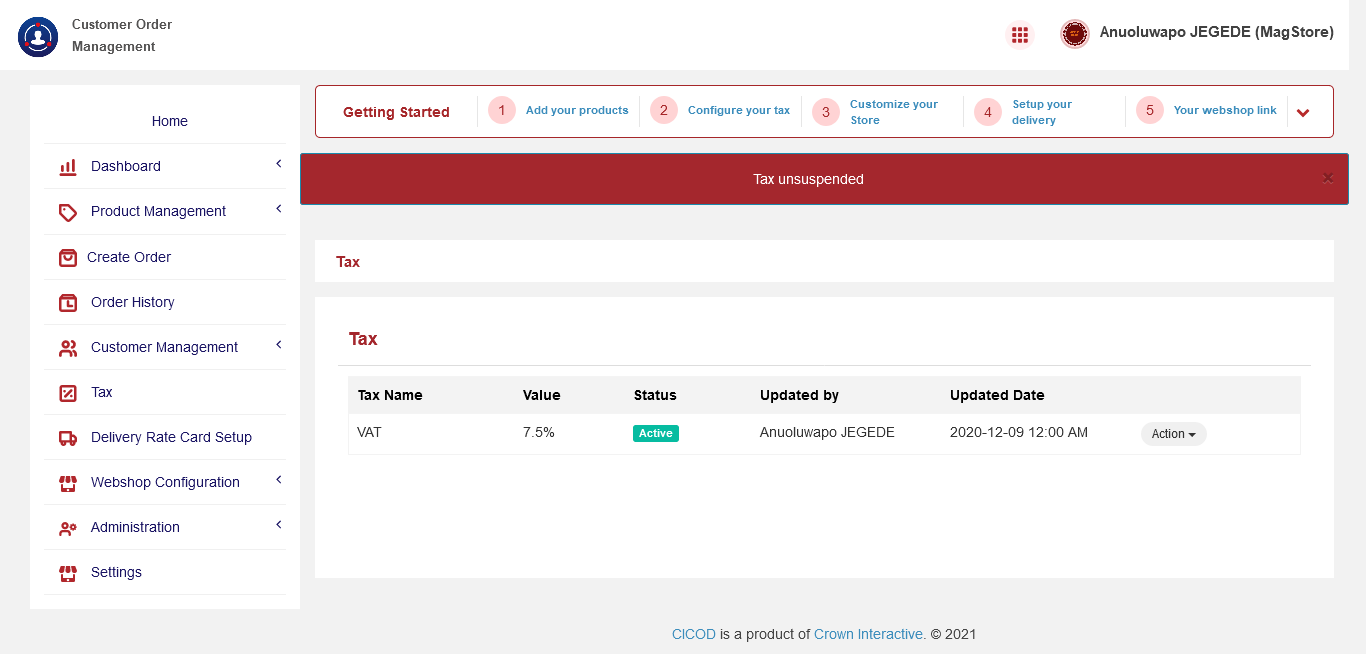 Customer Order
Management
Anuoluwapo JEGEDE (MagStore)
Home
Dashboard
Product Management
Create Order
Order History
Customer Management
Tax
Delivery Rate Card Setup
Webshop Configuration
Administration
Settings
Getting Started
1 Add your products
2 Configure your tax
3 Customize your
Store
4 Setup your
delivery
5 Your webshop link
Tax unsuspended ×
Tax
Tax
Tax Name Value Status Updated by Updated Date
VAT 7.5% Active Anuoluwapo JEGEDE 2020-12-09 12:00 AM Action
CICOD is a product of Crown Interactive. © 2021